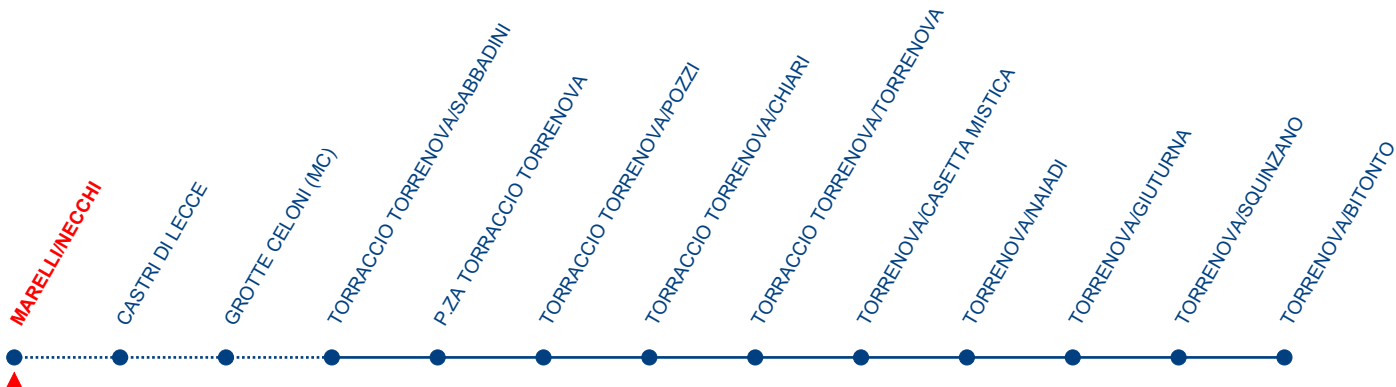 MARELLI/NECCHI
CASTRI DI LECCE
GROTTE CELONI (MC)
TORRACCIO TORRENOVA/SABBADINI
P.ZA TORRACCIO TORRENOVA
TORRACCIO TORRENOVA/POZZI
TORRACCIO TORRENOVA/CHIARI
TORRACCIO TORRENOVA/TORRENOVA
TORRENOVA/CASETTA MISTICA
TORRENOVA/NAIADI
TORRENOVA/GIUTURNA
TORRENOVA/SQUINZANO
TORRENOVA/BITONTO